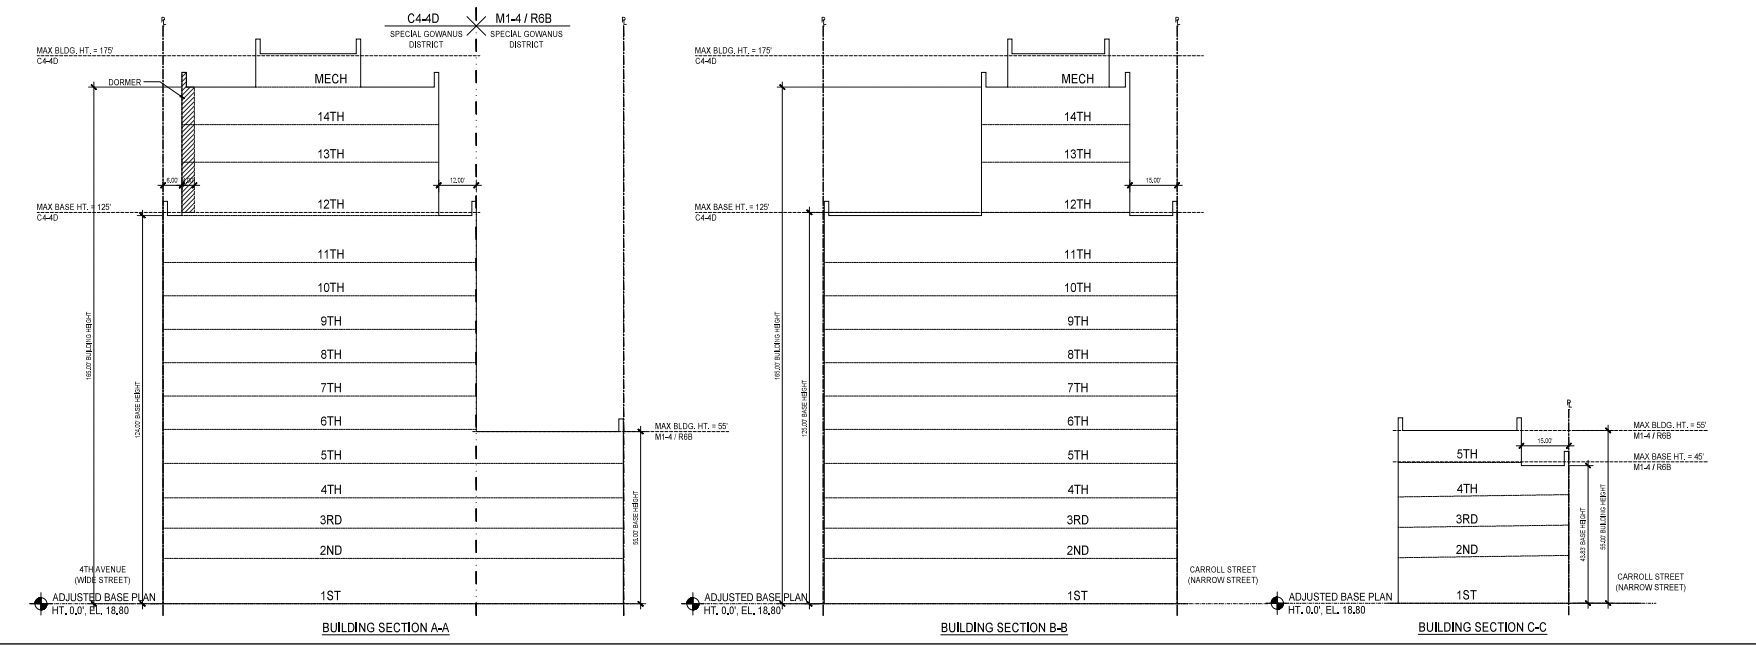 C4-4D
M1-4 / R6B
SPECIAL GOWANUS
DISTRICT
SPECIAL GOWANUS
DISTRICT
MAX BLDG. HT. = 175'
C4-4D
DORMER
MECH
14TH
13TH
6.00'
12.00'
MAX BASE HT. = 125'
C4-4D
12TH
11TH
10TH
9TH
8TH
7TH
6TH
5TH
4TH
3RD
2ND
1ST
165.00' BUILDING HEIGHT
124.00' BASE HEIGHT
MAX BLDG. HT. = 55'
M1-4 / R6B
55.00' BASE HEIGHT
4TH AVENUE
(WIDE STREET)
ADJUSTED BASE PLAN
HT. 0.0', EL. 18.80
BUILDING SECTION A-A
MAX BLDG. HT. = 175'
C4-4D
MECH
14TH
13TH
15.00'
MAX BASE HT. = 125'
C4-4D
12TH
11TH
10TH
9TH
8TH
7TH
6TH
5TH
4TH
3RD
2ND
1ST
165.00' BUILDING HEIGHT
125.00' BASE HEIGHT
CARROLL STREET
(NARROW STREET)
ADJUSTED BASE PLAN
HT. 0.0', EL. 18.80
BUILDING SECTION B-B
MAX BLDG. HT. = 55'
M1-4 / R6B
15.00'
MAX BASE HT. = 45'
M1-4 / R6B
5TH
4TH
3RD
2ND
1ST
BASE HEIGHT
55.00' BUILDING HEIGHT
CARROLL STREET
(NARROW STREET)
ADJUSTED BASE PLAN
HT. 0.0', EL. 18.80
BUILDING SECTION C-C